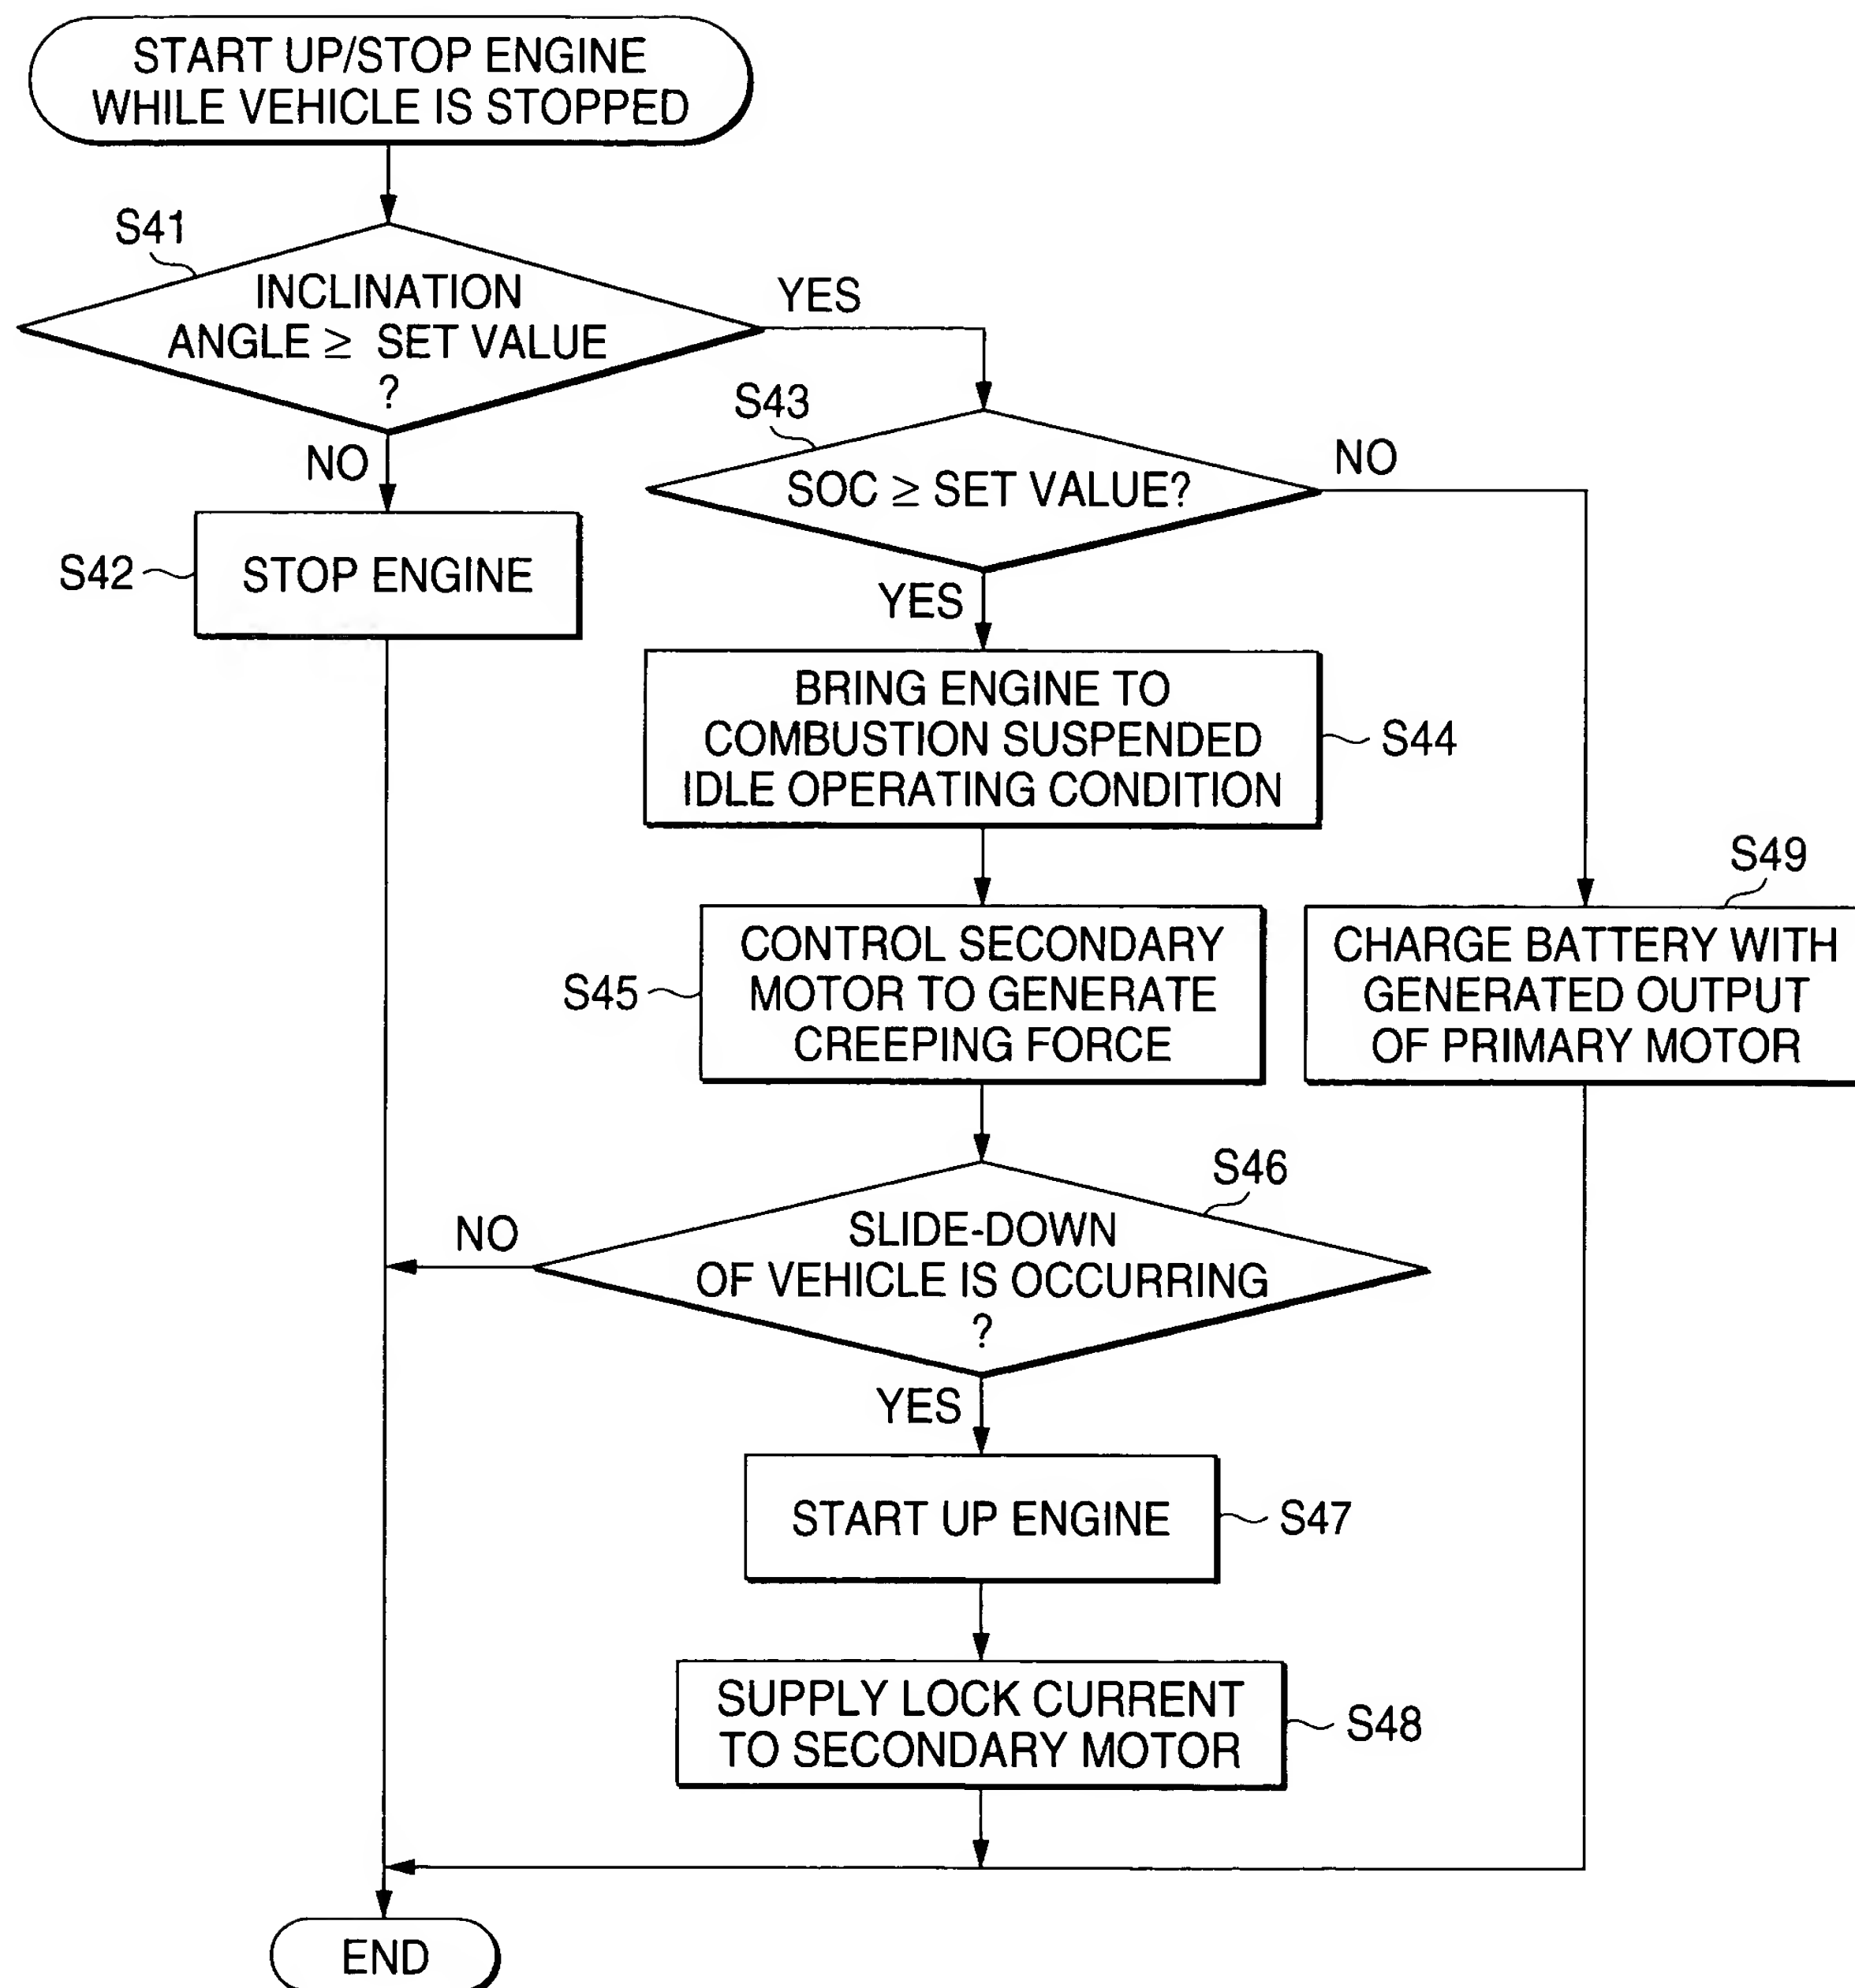 START UP/STOP ENGINE
WHILE VEHICLE IS STOPPED
S41
INCLINATION
ANGLE ≥ SET VALUE
?
YES
NO
S42
STOP ENGINE
S43
SOC ≥ SET VALUE?
NO
YES
BRING ENGINE TO
COMBUSTION SUSPENDED
IDLE OPERATING CONDITION
S44
S45
CONTROL SECONDARY
MOTOR TO GENERATE
CREEPING FORCE
S49
CHARGE BATTERY WITH
GENERATED OUTPUT
OF PRIMARY MOTOR
S46
SLIDE-DOWN
OF VEHICLE IS OCCURRING
?
NO
YES
START UP ENGINE
S47
SUPPLY LOCK CURRENT
TO SECONDARY MOTOR
S48
END